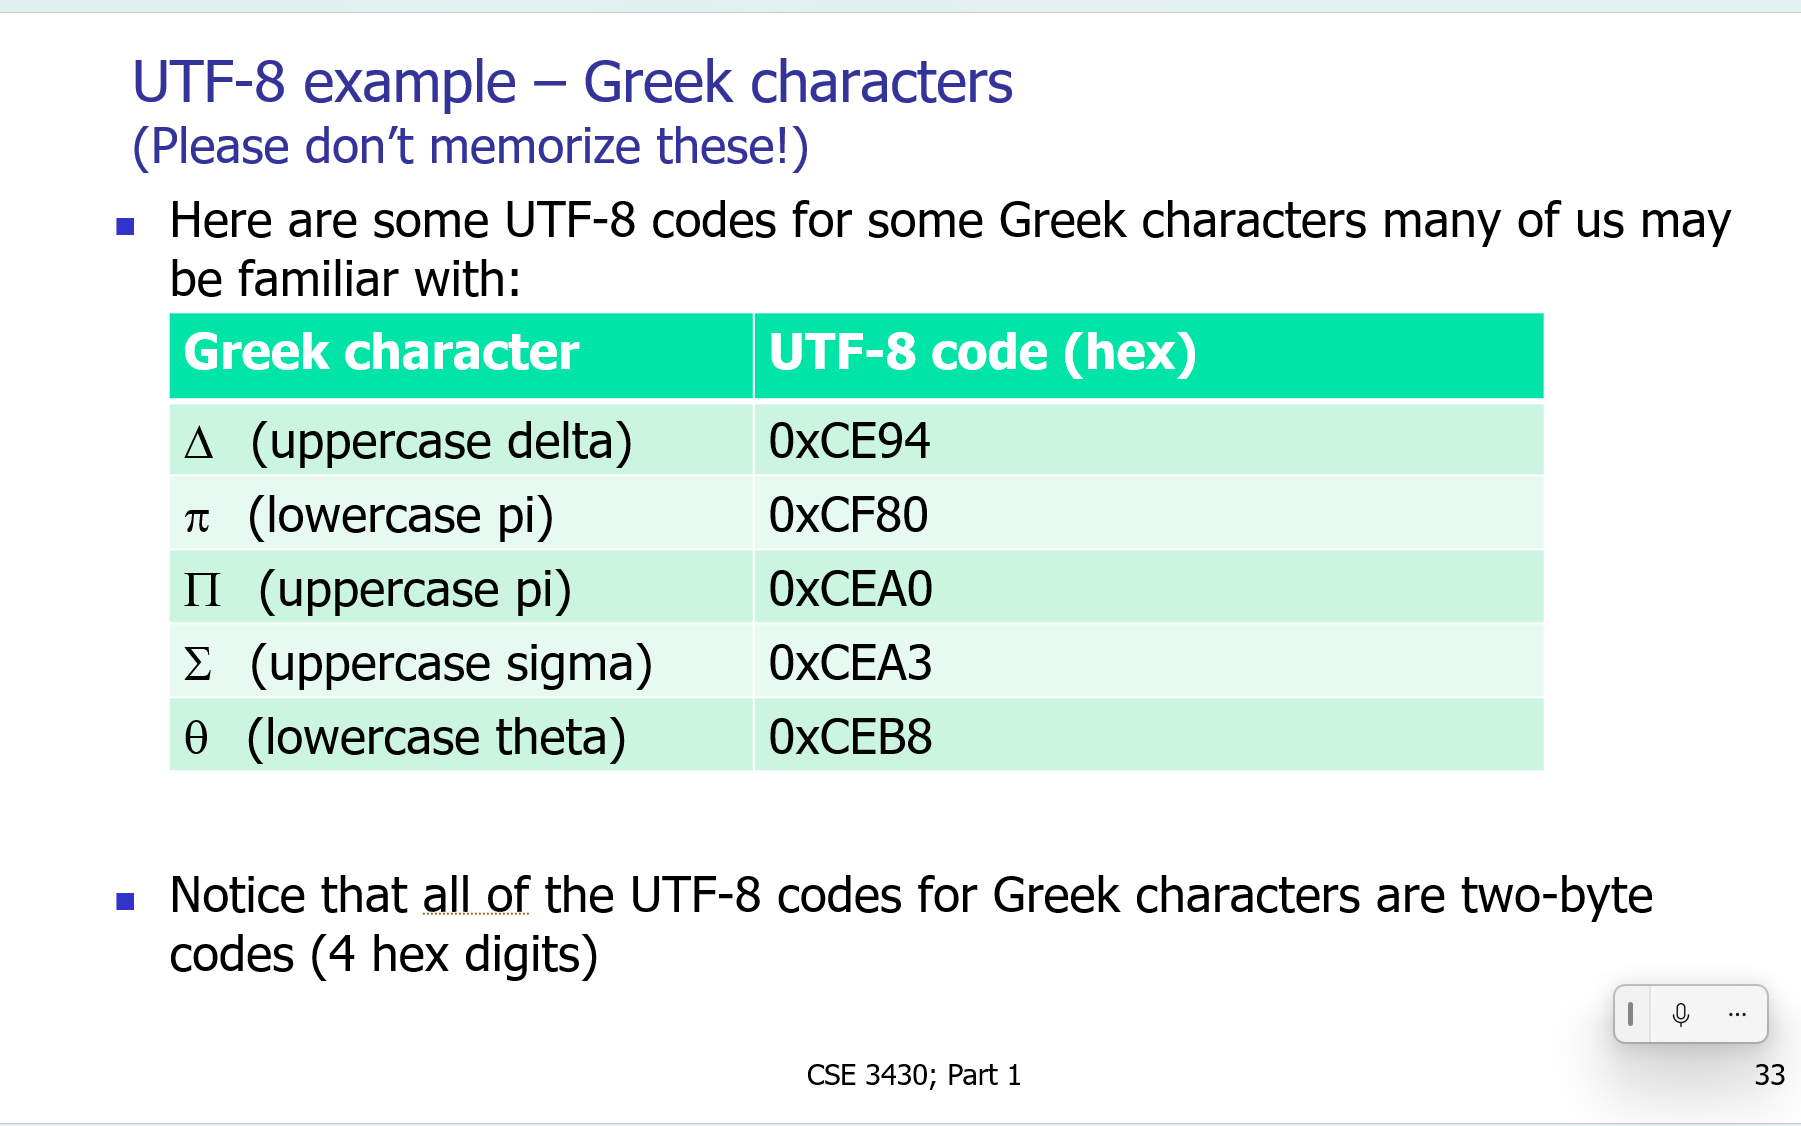 UTF-8 example – Greek characters
(Please don’t memorize these!)
Here are some UTF-8 codes for some Greek characters many of us may
be familiar with:
Greek character UTF-8 code (hex)
Δ (uppercase delta) 0xCE94
π (lowercase pi) 0xCF80
Π (uppercase pi) 0xCEA0
Σ (uppercase sigma) 0xCEA3
θ (lowercase theta) 0xCEB8
Notice that all of the UTF-8 codes for Greek characters are two-byte
codes (4 hex digits)
CSE 3430; Part 1 33